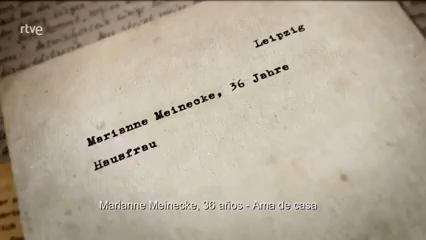 rtve
Leipzig
Marianne Meinecke, 36 Jahre
Hausfrau
Marianne Meinecke, 36 años - Ama de casa